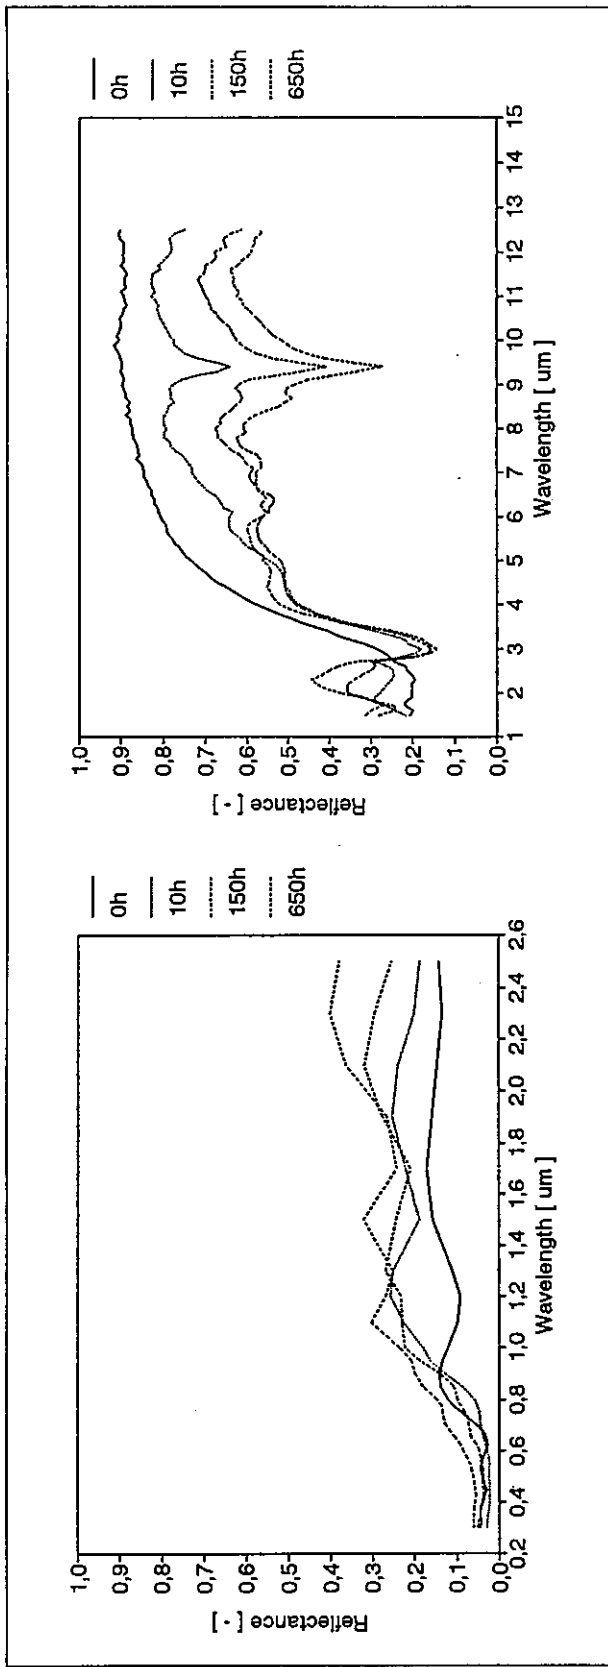 Reflectance [ - ]
1,0
0,9
0,8
0,7
0,6
0,5
0,4
0,3
0,2
0,1
0,0
0,2 0,4 0,6 0,8 1,0 1,2 1,4 1,6 1,8 2,0 2,2 2,4 2,6
Wavelength [ um ]
0h
10h
150h
650h
Reflectance [ - ]
1,0
0,9
0,8
0,7
0,6
0,5
0,4
0,3
0,2
0,1
0,0
1 2 3 4 5 6 7 8 9 10 11 12 13 14 15
Wavelength [ um ]
0h
10h
150h
650h